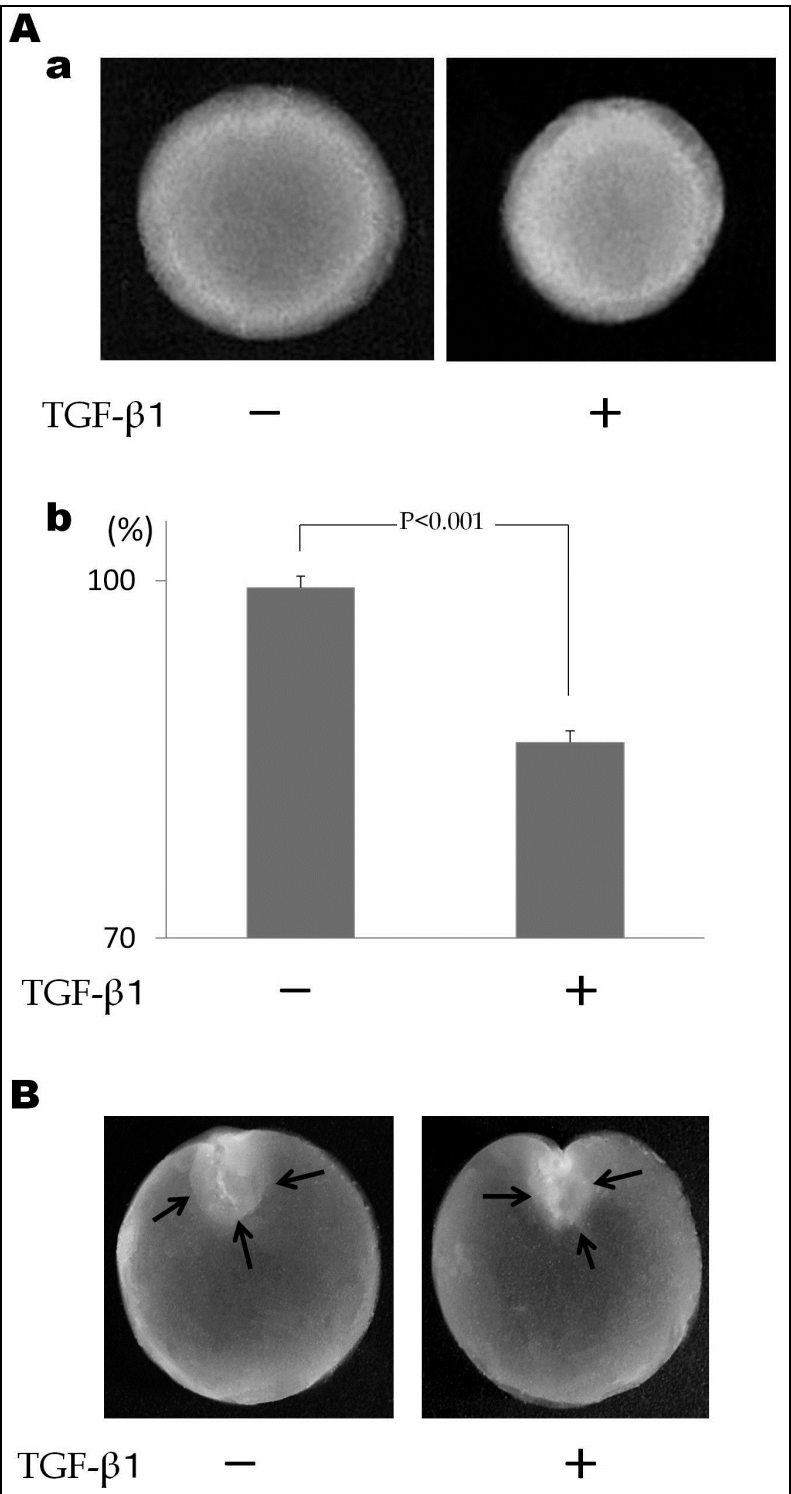 A
a
TGF-β1 − +
b (%)
P<0.001
100
70
TGF-β1 − +
B
TGF-β1 − +